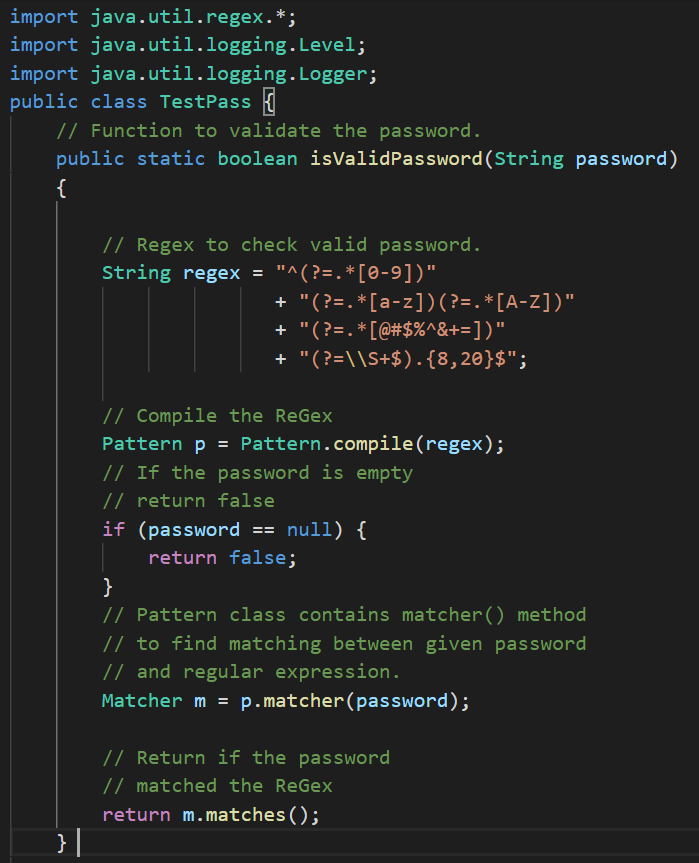 import java.util.regex.*;
import java.util.logging.Level;
import java.util.logging.Logger;
public class TestPass {
    // Function to validate the password.
    public static boolean isValidPassword(String password)
    {

        // Regex to check valid password.
        String regex = "^(?=.*[0-9])"
                       + "(?=.*[a-z])(?=.*[A-Z])"
                       + "(?=.*[@#$%^&+=])"
                       + "(?=\\S+$).{8,20}$";

        // Compile the ReGex
        Pattern p = Pattern.compile(regex);
        // If the password is empty
        // return false
        if (password == null) {
            return false;
        }
        // Pattern class contains matcher() method
        // to find matching between given password
        // and regular expression.
        Matcher m = p.matcher(password);

        // Return if the password
        // matched the ReGex
        return m.matches();
    }